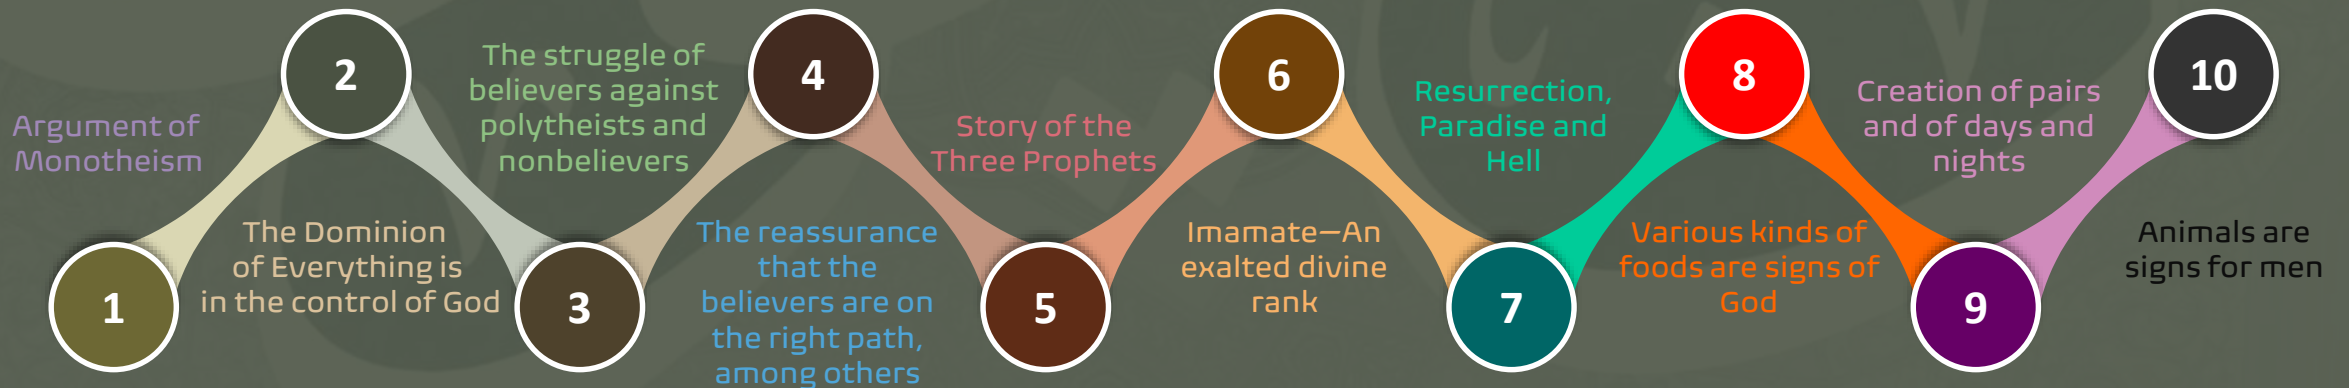 1
Argument of
Monotheism
2
The Dominion
of Everything is
in the control of God
3
The struggle of
believers against
polytheists and
nonbelievers
4
The reassurance
that the
believers are on
the right path,
among others
5
Story of the
Three Prophets
6
Imamate—An
exalted divine
rank
7
Resurrection,
Paradise and
Hell
8
Various kinds of
foods are signs of
God
9
Creation of pairs
and of days and
nights
10
Animals are
signs for men